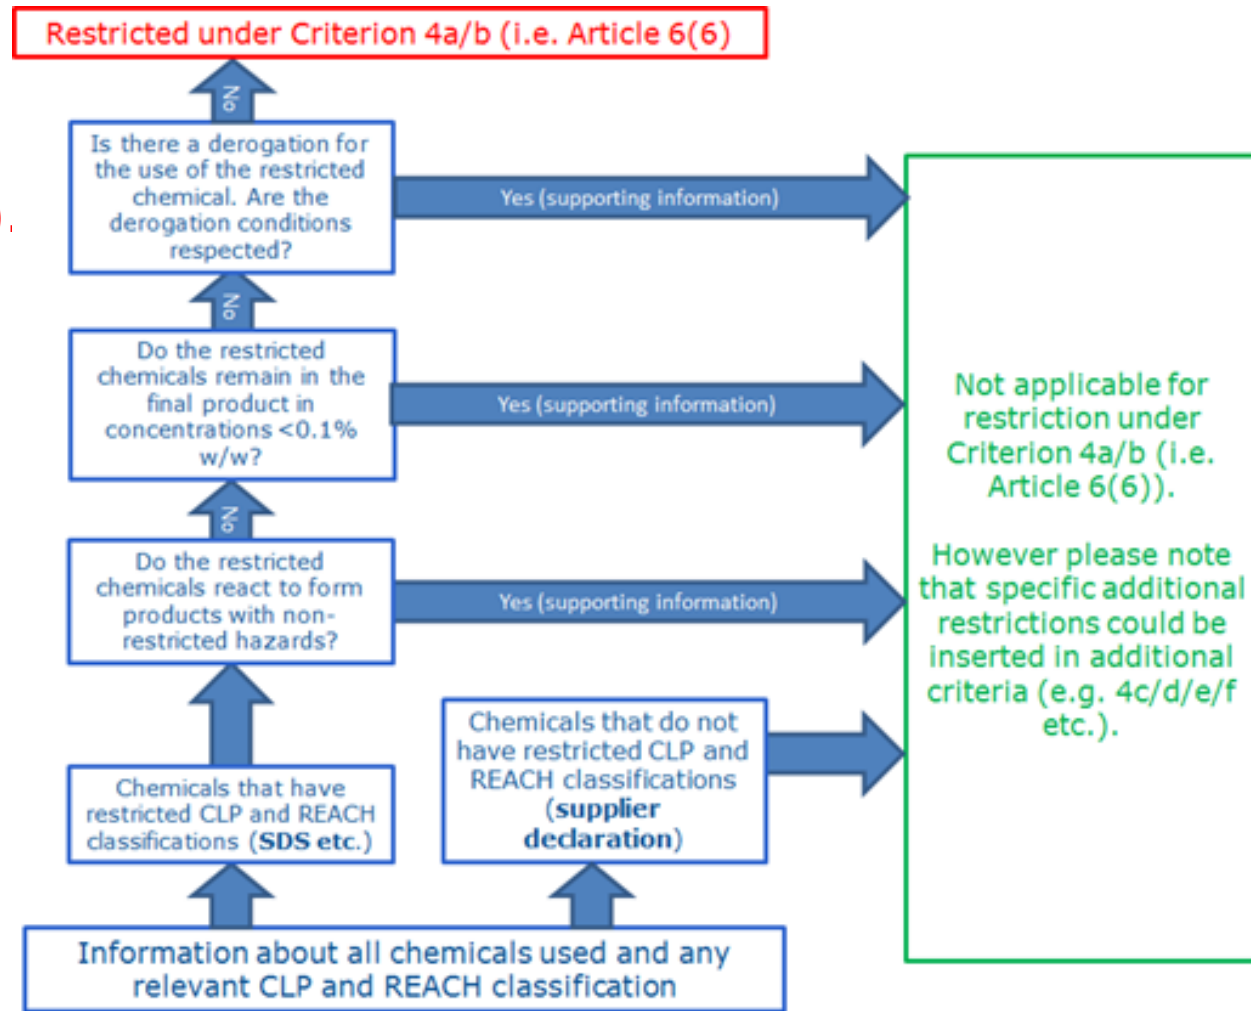 Restricted under Criterion 4a/b (i.e. Article 6(6)
No
Is there a derogation for
the use of the restricted
chemical. Are the
derogation conditions
respected?
Yes (supporting information)
No
Do the restricted
chemicals remain in the
final product in
concentrations <0.1%
w/w?
Yes (supporting information)
No
Do the restricted
chemicals react to form
products with non-
restricted hazards?
Yes (supporting information)
Chemicals that have
restricted CLP and REACH
classifications (SDS etc.)
Chemicals that do not
have restricted CLP and
REACH classifications
(supplier
declaration)
Information about all chemicals used and any
relevant CLP and REACH classification
Not applicable for
restriction under
Criterion 4a/b (i.e.
Article 6(6)).
However please note
that specific additional
restrictions could be
inserted in additional
criteria (e.g. 4c/d/e/f
etc.).